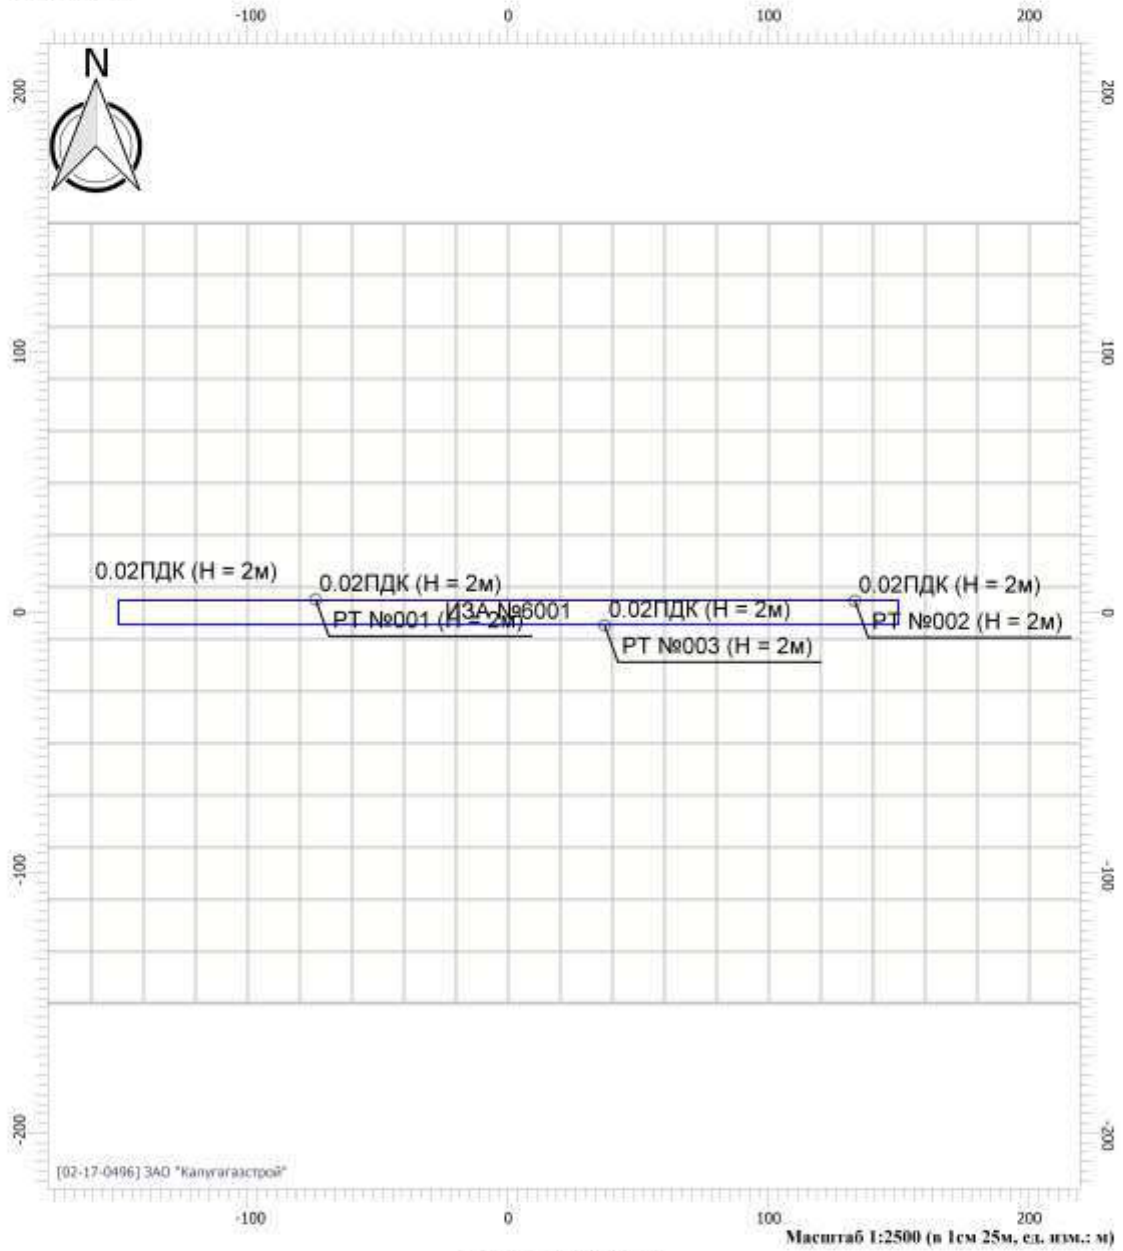 -100 0 100 200
N
200 200
100 100
0.02ПДК (Н = 2м)
0.02ПДК (Н = 2м)
0.02ПДК (Н = 2м)
0 0
ИЗА №6001
0.02ПДК (Н = 2м)
РТ №001 (Н = 2м)
РТ №002 (Н = 2м)
РТ №003 (Н = 2м)
-100 -100
-200 -200
[02-17-0496] ЗАО "Калугагазстрой"
-100 0 100 200
Масштаб 1:2500 (в 1см 25м, ед. изм.: м)